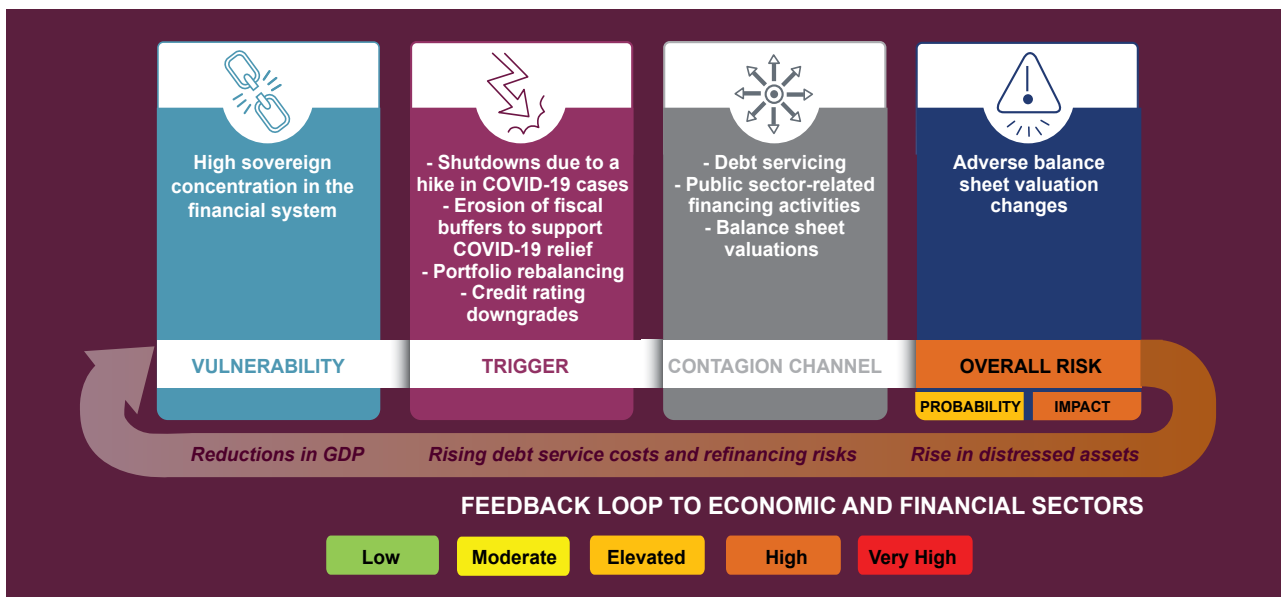 High sovereign
concentration in the
financial system
VULNERABILITY
- Shutdowns due to a
hike in COVID-19 cases
- Erosion of fiscal
buffers to support
COVID-19 relief
- Portfolio rebalancing
- Credit rating
downgrades
TRIGGER
- Debt servicing
- Public sector-related
financing activities
- Balance sheet
valuations
CONTAGION CHANNEL
Adverse balance
sheet valuation
changes
OVERALL RISK
PROBABILITY
IMPACT
Reductions in GDP
Rising debt service costs and refinancing risks
Rise in distressed assets
FEEDBACK LOOP TO ECONOMIC AND FINANCIAL SECTORS
Low
Moderate
Elevated
High
Very High